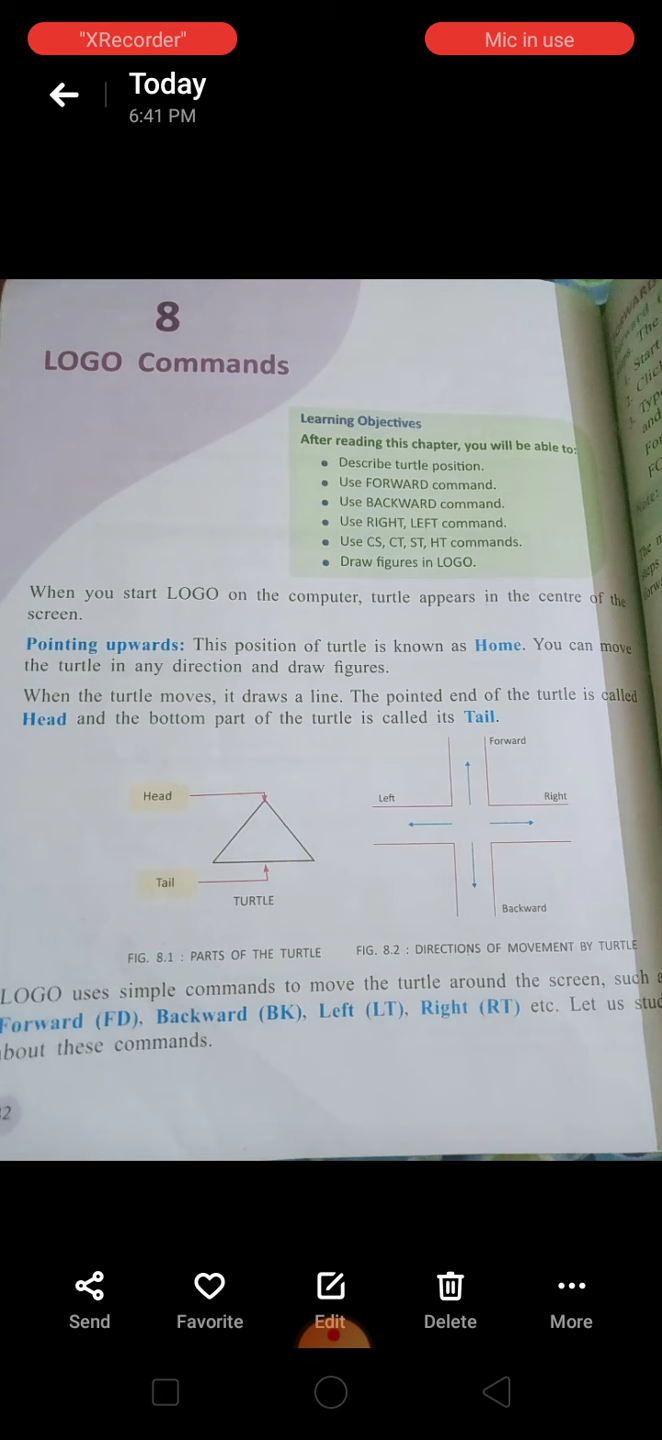 "XRecorder"
Mic in use
Today
6:41 PM
8
LOGO Commands
Learning Objectives
After reading this chapter, you will be able to:
• Describe turtle position.
• Use FORWARD command.
• Use BACKWARD command.
• Use RIGHT, LEFT command.
• Use CS, CT, ST, HT commands.
• Draw figures in LOGO.
When you start LOGO on the computer, turtle appears in the centre of the
screen.
Pointing upwards: This position of turtle is known as Home. You can move
the turtle in any direction and draw figures.
When the turtle moves, it draws a line. The pointed end of the turtle is called
Head and the bottom part of the turtle is called its Tail.
Head
Tail
TURTLE
FIG. 8.1 : PARTS OF THE TURTLE
Forward
Left
Right
Backward
FIG. 8.2 : DIRECTIONS OF MOVEMENT BY TURTLE
LOGO uses simple commands to move the turtle around the screen, such
Forward (FD), Backward (BK), Left (LT), Right (RT) etc. Let us
about these commands.
Start
and
The
Send
Favorite
Edit
Delete
More